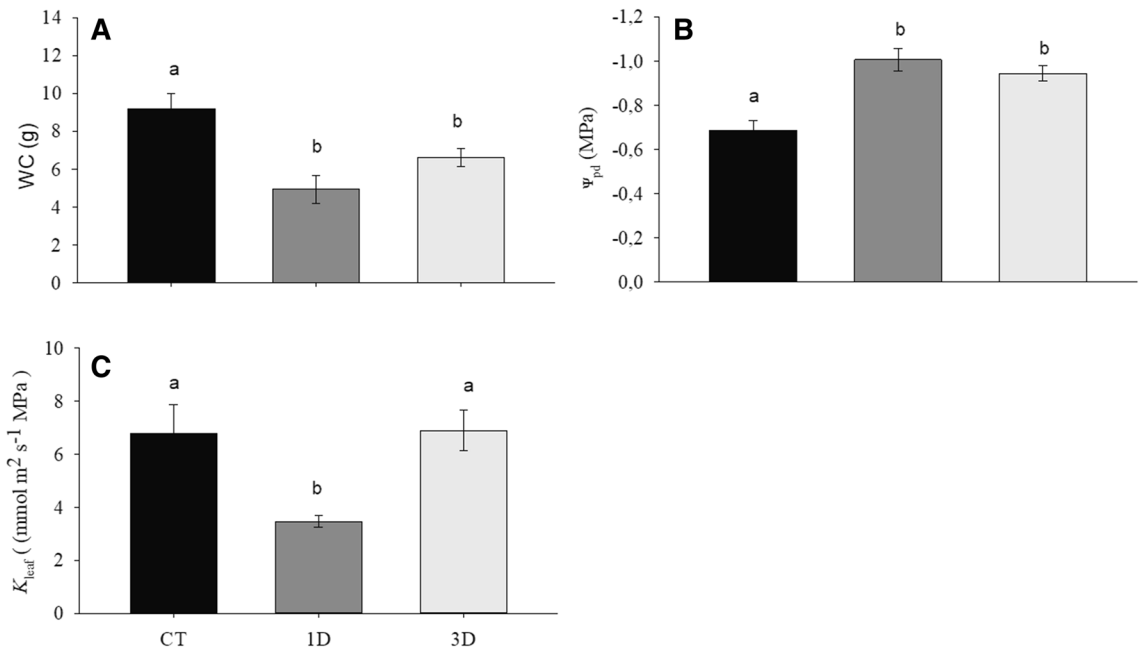 A
WC (g)
14
12
10
8
6
4
2
0
a
b
b
B
Ψpd (MPa)
-1,2
-1,0
-0,8
-0,6
-0,4
-0,2
0,0
a
b
b
C
Kleaf ( (mmol m² s⁻¹ MPa )
10
8
6
4
2
0
a
b
a
CT 1D 3D